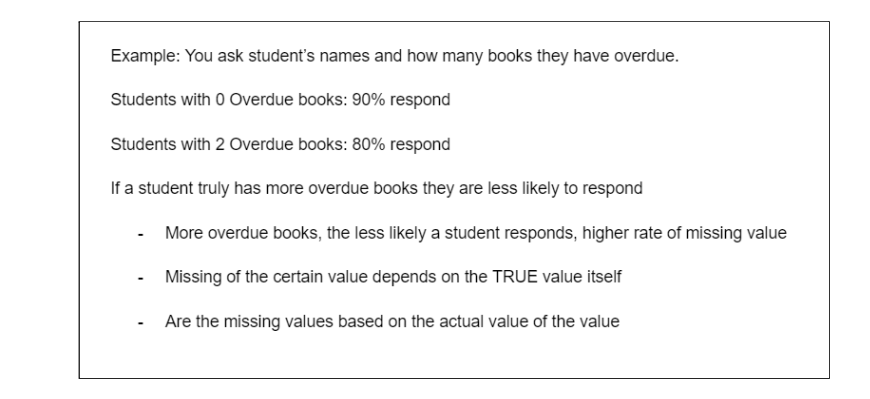 Example: You ask student's names and how many books they have overdue.
Students with 0 Overdue books: 90% respond
Students with 2 Overdue books: 80% respond
If a student truly has more overdue books they are less likely to respond
- More overdue books, the less likely a student responds, higher rate of missing value
- Missing of the certain value depends on the TRUE value itself
- Are the missing values based on the actual value of the value